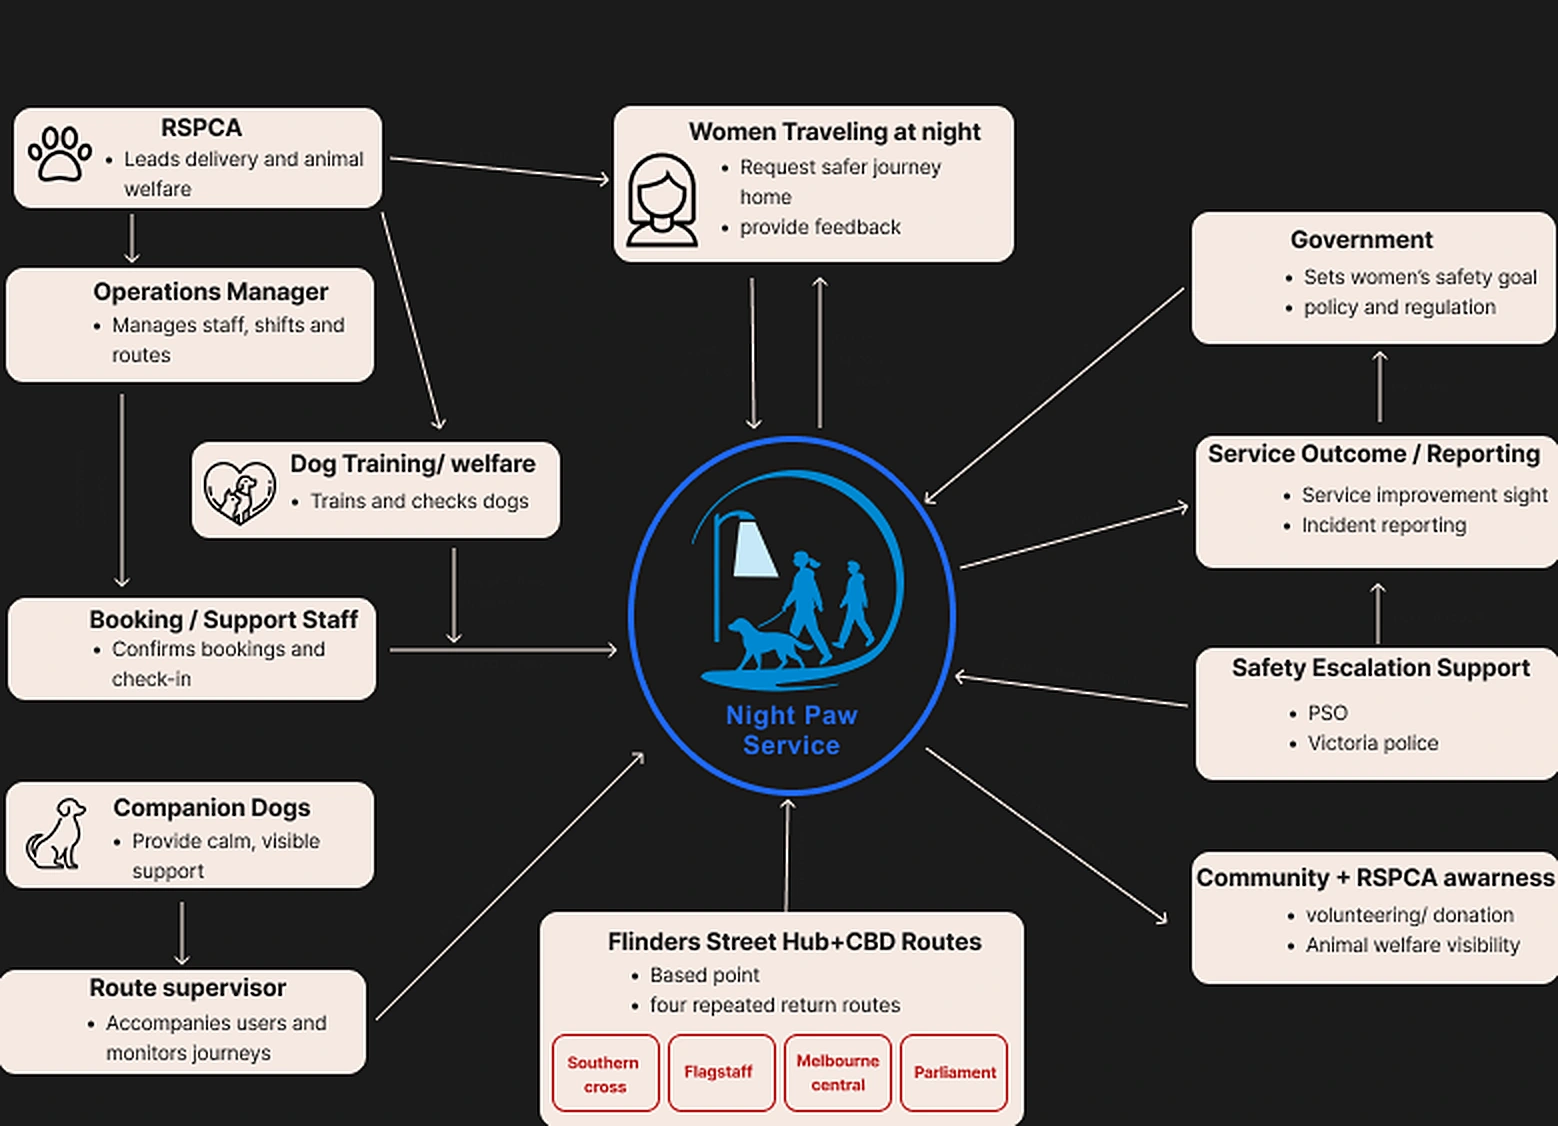 RSPCA
• Leads delivery and animal
welfare
Women Traveling at night
• Request safer journey
home
• provide feedback
Government
• Sets women's safety goal
• policy and regulation
Operations Manager
• Manages staff, shifts and
routes
Dog Training/ welfare
• Trains and checks dogs
Service Outcome / Reporting
• Service improvement sight
• Incident reporting
Booking / Support Staff
• Confirms bookings and
check-in
Night Paw
Service
Safety Escalation Support
• PSO
• Victoria police
Companion Dogs
• Provide calm, visible
support
Community + RSPCA awarness
• volunteering/ donation
• Animal welfare visibility
Route supervisor
• Accompanies users and
monitors journeys
Flinders Street Hub+CBD Routes
• Based point
• four repeated return routes
Southern
cross
Flagstaff
Melbourne
central
Parliament